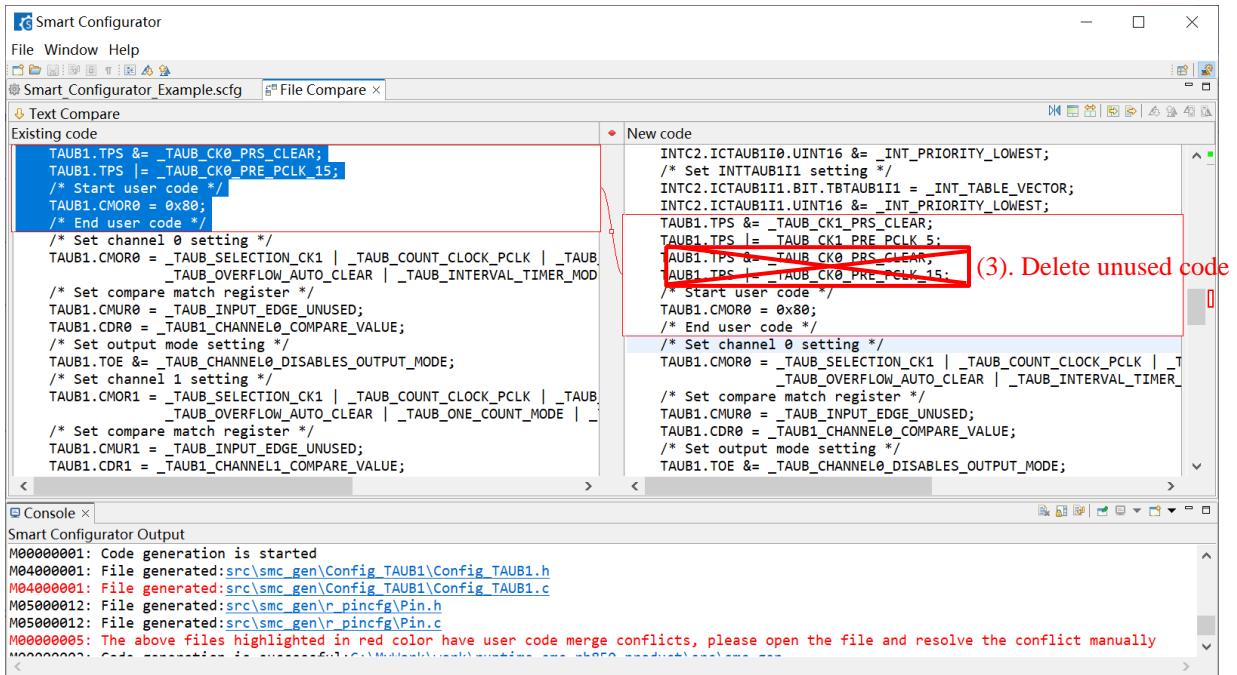 Smart Configurator
File Window Help
Smart_Configurator_Example.scfg File Compare
Text Compare
Existing code
TAUB1.TPS &= _TAUB_CK0_PRS_CLEAR;
TAUB1.TPS |= _TAUB_CK0_PRE_PCLK_15;
/* Start user code */
TAUB1.CMOR0 = 0x80;
/* End user code */
/* Set channel 0 setting */
TAUB1.CMOR0 = _TAUB_SELECTION_CK1 | _TAUB_COUNT_CLOCK_PCLK | _TAUB_
_TAUB_OVERFLOW_AUTO_CLEAR | _TAUB_INTERVAL_TIMER_MOD
/* Set compare match register */
TAUB1.CMUR0 = _TAUB_INPUT_EDGE_UNUSED;
TAUB1.CDR0 = _TAUB1_CHANNEL0_COMPARE_VALUE;
/* Set output mode setting */
TAUB1.TOE &= _TAUB_CHANNEL0_DISABLES_OUTPUT_MODE;
/* Set channel 1 setting */
TAUB1.CMOR1 = _TAUB_SELECTION_CK1 | _TAUB_COUNT_CLOCK_PCLK | _TAUB_
_TAUB_OVERFLOW_AUTO_CLEAR | _TAUB_ONE_COUNT_MODE | _
/* Set compare match register */
TAUB1.CMUR1 = _TAUB_INPUT_EDGE_UNUSED;
TAUB1.CDR1 = _TAUB1_CHANNEL1_COMPARE_VALUE;
New code
INTC2.ICTAUB1I0.UINT16 &= _INT_PRIORITY_LOWEST;
/* Set INTTAUB1I1 setting */
INTC2.ICTAUB1I1.BIT.TBTAUB1I1 = _INT_TABLE_VECTOR;
INTC2.ICTAUB1I1.UINT16 &= _INT_PRIORITY_LOWEST;
TAUB1.TPS &= _TAUB_CK1_PRS_CLEAR;
TAUB1.TPS |= _TAUB_CK1_PRE_PCLK_5;
TAUB1.TPS &= _TAUB_CK0_PRS_CLEAR;
TAUB1.TPS |= _TAUB_CK0_PRE_PCLK_15;
(3). Delete unused code
/* Start user code */
TAUB1.CMOR0 = 0x80;
/* End user code */
/* Set channel 0 setting */
TAUB1.CMOR0 = _TAUB_SELECTION_CK1 | _TAUB_COUNT_CLOCK_PCLK | _T
_TAUB_OVERFLOW_AUTO_CLEAR | _TAUB_INTERVAL_TIMER_
/* Set compare match register */
TAUB1.CMUR0 = _TAUB_INPUT_EDGE_UNUSED;
TAUB1.CDR0 = _TAUB1_CHANNEL0_COMPARE_VALUE;
/* Set output mode setting */
TAUB1.TOE &= _TAUB_CHANNEL0_DISABLES_OUTPUT_MODE;
Console
Smart Configurator Output
M00000001: Code generation is started
M04000001: File generated:src\smc_gen\Config_TAUB1\Config_TAUB1.h
M04000001: File generated:src\smc_gen\Config_TAUB1\Config_TAUB1.c
M05000012: File generated:src\smc_gen\r_pincfg\Pin.h
M05000012: File generated:src\smc_gen\r_pincfg\Pin.c
M00000005: The above files highlighted in red color have user code merge conflicts, please open the file and resolve the conflict manually
M00000002: Code generation is successful:C:\MyWork\work\runtime_smc_rh850_product\src\smc_gen